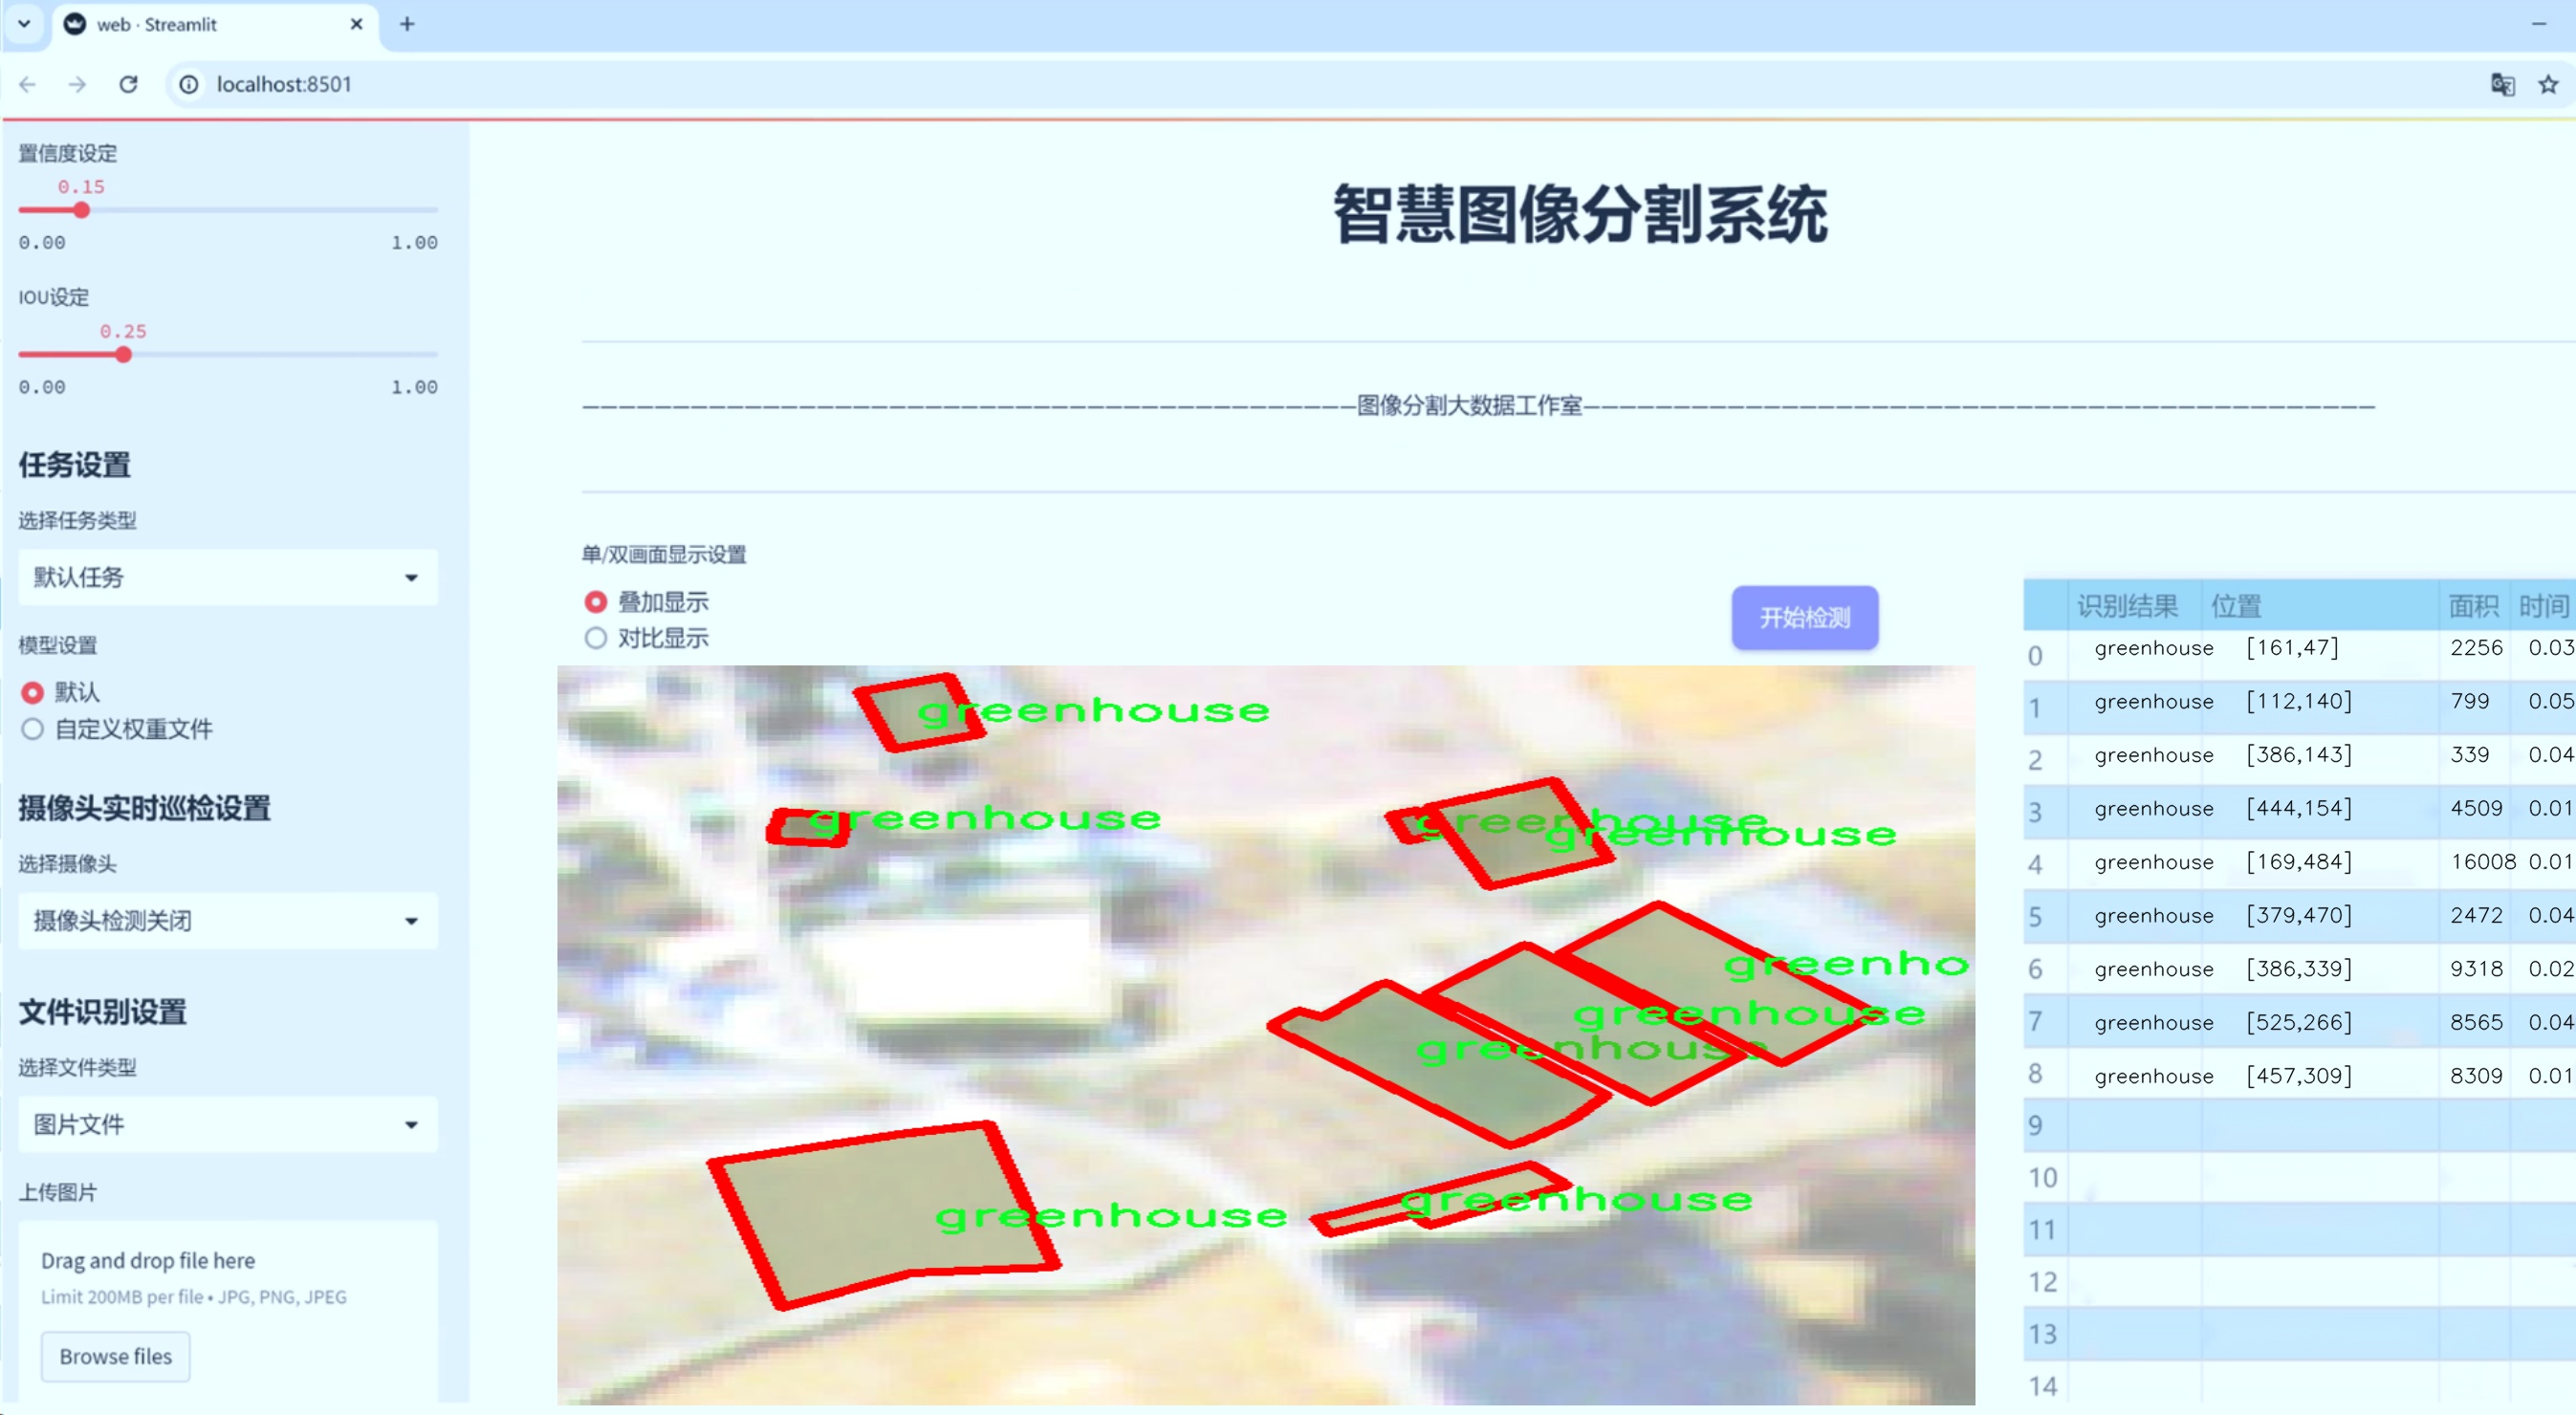 web · Streamlit
localhost:8501
置信度设定
0.15
0.00 1.00
IOU设定
0.25
0.00 1.00
任务设置
选择任务类型
默认任务
模型设置
默认
自定义权重文件
摄像头实时巡检设置
选择摄像头
摄像头检测关闭
文件识别设置
选择文件类型
图片文件
上传图片
Drag and drop file here
Limit 200MB per file • JPG, PNG, JPEG
Browse files
智慧图像分割系统
图像分割大数据工作室
单/双画面显示设置
叠加显示
对比显示
开始检测
greenhouse
greenhouse
greenhouse
greenhouse
greenho
greenhouse
greenhouse
greenhouse
greenhouse
识别结果 位置 面积 时间
0 greenhouse [161,47] 2256 0.03
1 greenhouse [112,140] 799 0.05
2 greenhouse [386,143] 339 0.04
3 greenhouse [444,154] 4509 0.01
4 greenhouse [169,484] 16008 0.01
5 greenhouse [379,470] 2472 0.04
6 greenhouse [386,339] 9318 0.02
7 greenhouse [525,266] 8565 0.04
8 greenhouse [457,309] 8309 0.01
9
10
11
12
13
14